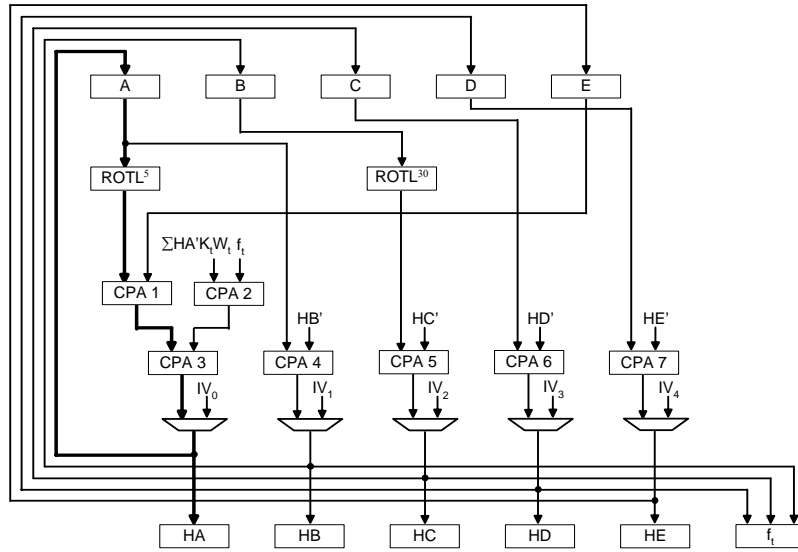 A B C D E
ROTL⁵ ROTL³⁰
∑HA'KₜWₜ fₜ
CPA 1 CPA 2
HB' HC' HD' HE'
CPA 3 CPA 4 CPA 5 CPA 6 CPA 7
IV₀ IV₁ IV₂ IV₃ IV₄
HA HB HC HD HE fₜ